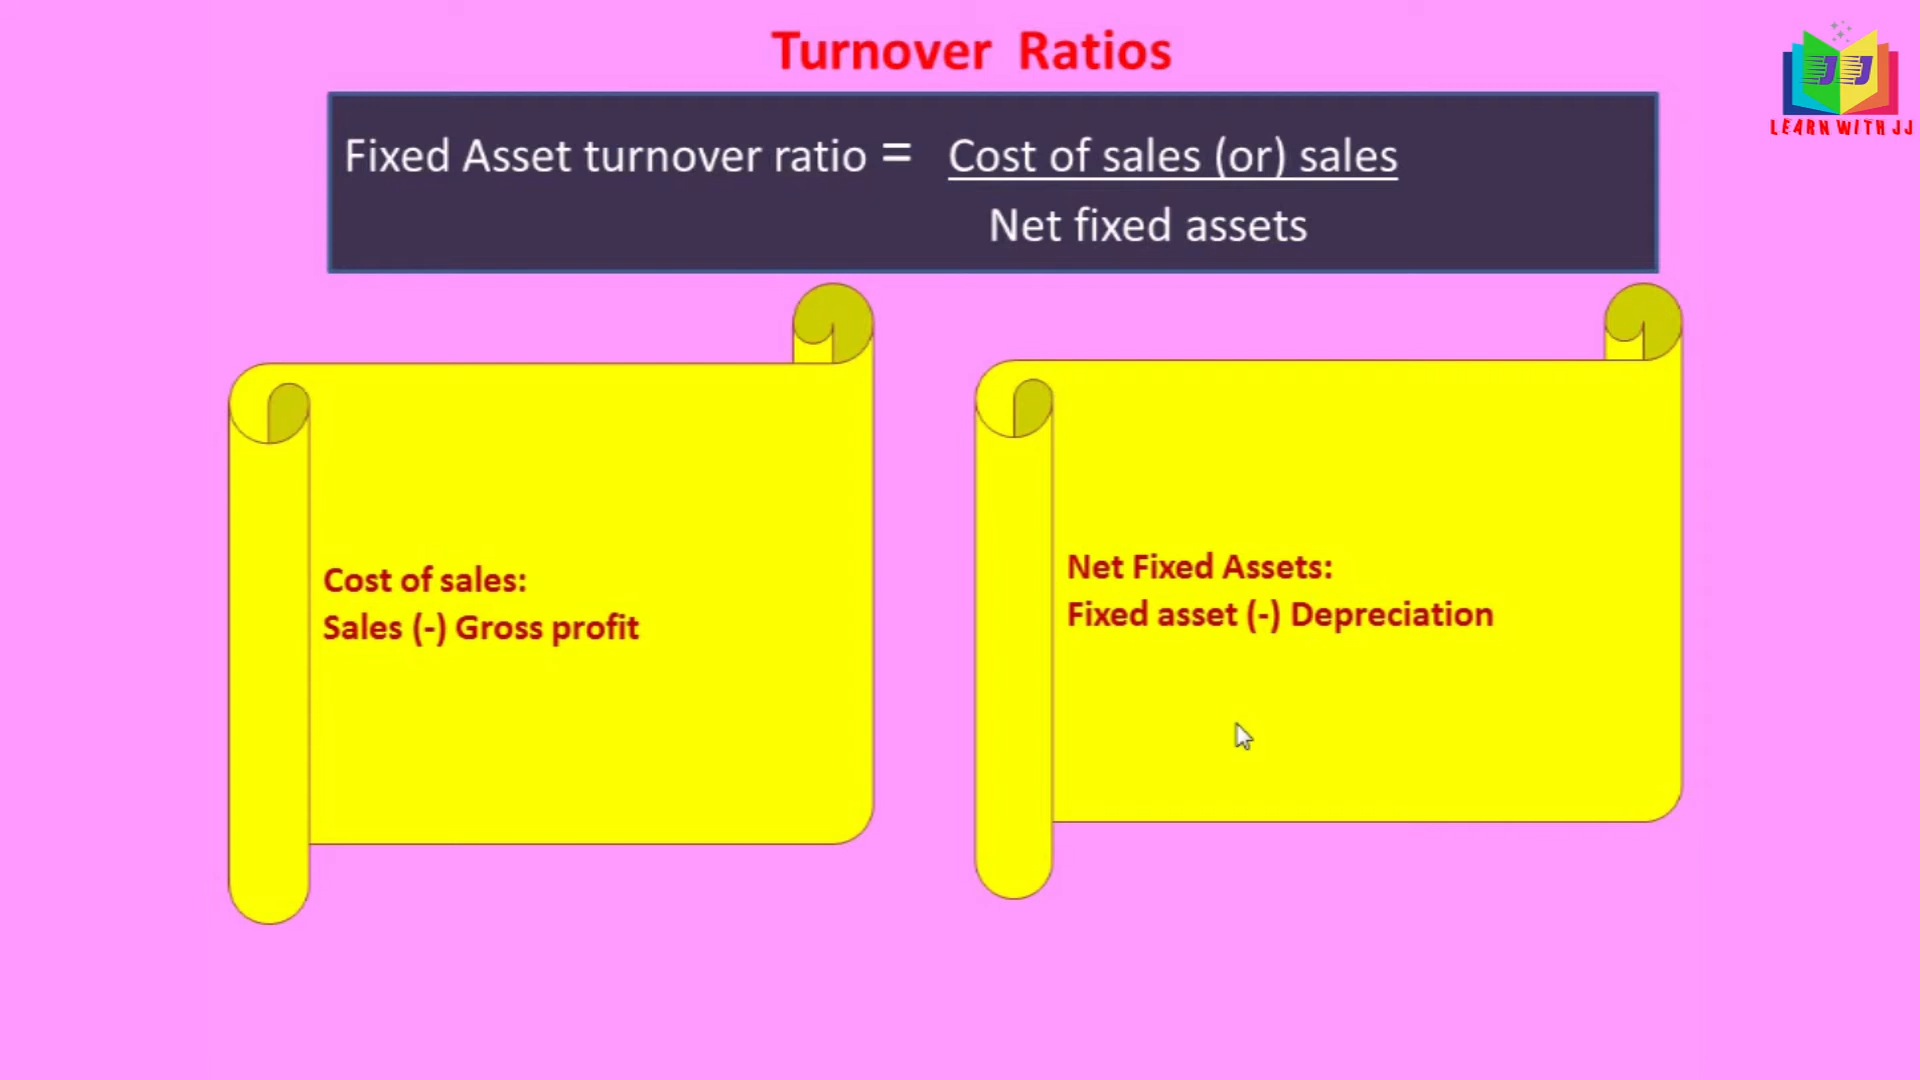 Turnover Ratios
LEARN WITH JJ
Fixed Asset turnover ratio = Cost of sales (or) sales
Net fixed assets
Cost of sales:
Sales (-) Gross profit
Net Fixed Assets:
Fixed asset (-) Depreciation